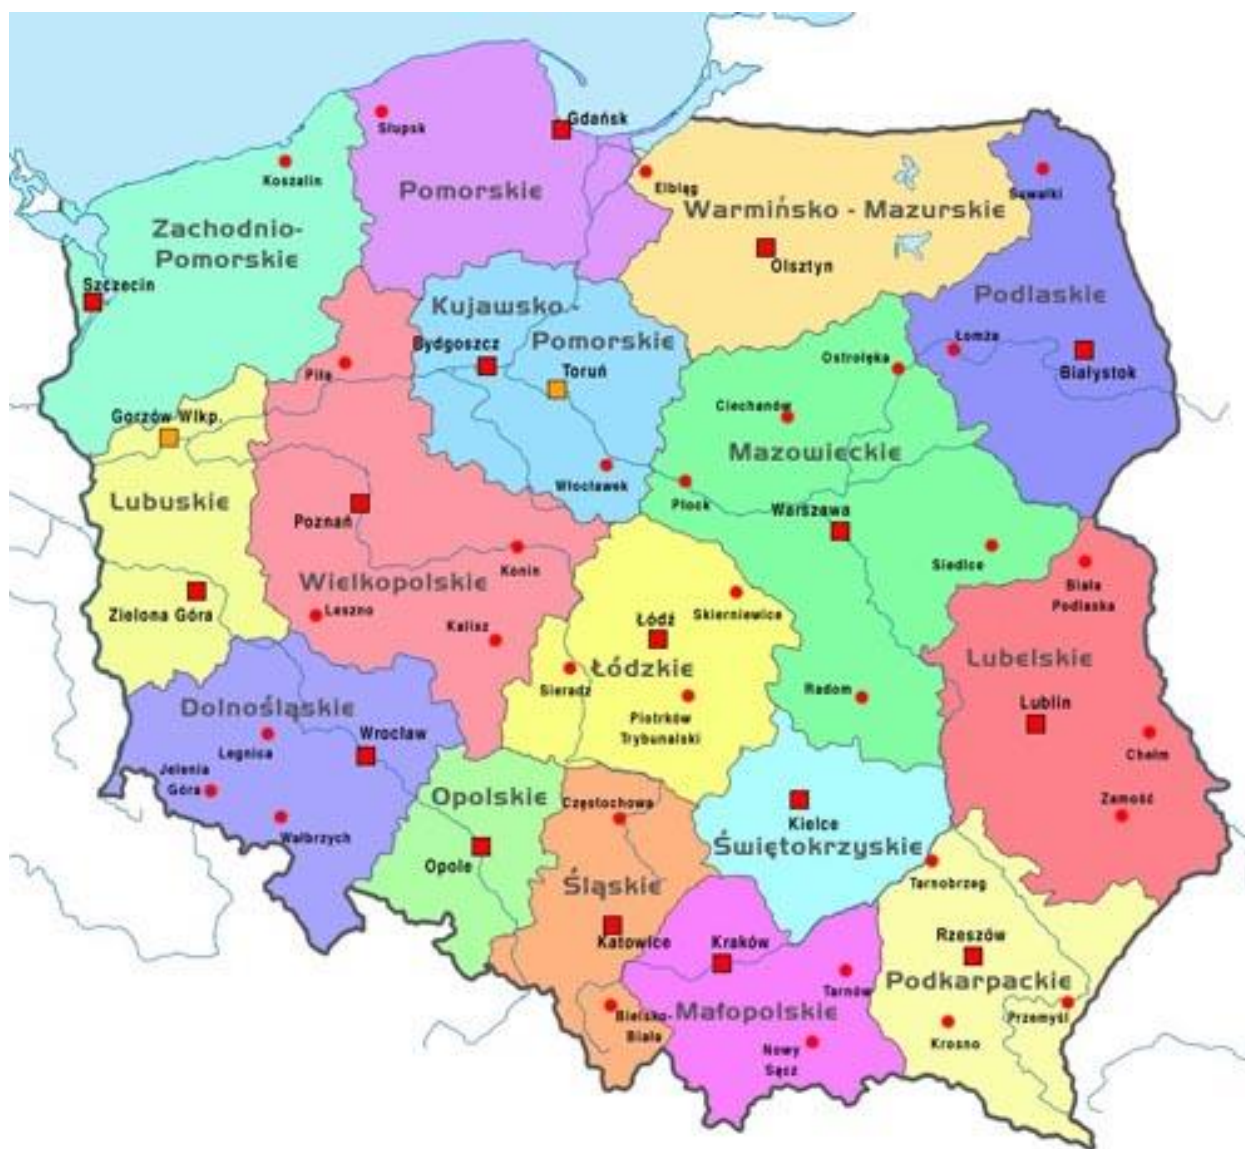 Gdańsk
Słupsk
Pomorskie
Koszalin
Elbląg
Suwałki
Warmińsko - Mazurskie
Olsztyn
Zachodnio-
Pomorskie
Szczecin
Kujawsko -
Pomorskie
Bydgoszcz
Toruń
Podlaskie
Łomża
Białystok
Ostrołęka
Piła
Ciechanów
Gorzów Wlkp.
Mazowieckie
Włocławek
Płock
Warszawa
Lubuskie
Poznań
Wielkopolskie
Konin
Siedlce
Biała
Podlaska
Zielona Góra
Leszno
Kalisz
Skierniewice
Łódź
Łódzkie
Sieradz
Piotrków
Trybunalski
Radom
Lubelskie
Lublin
Chełm
Zamość
Dolnośląskie
Wrocław
Legnica
Jelenia
Góra
Wałbrzych
Opolskie
Opole
Częstochowa
Kielce
Świętokrzyskie
Śląskie
Katowice
Kraków
Tarnobrzeg
Rzeszów
Podkarpackie
Tarnów
Małopolskie
Bielsko-
Biała
Nowy
Sącz
Krosno
Przemyśl